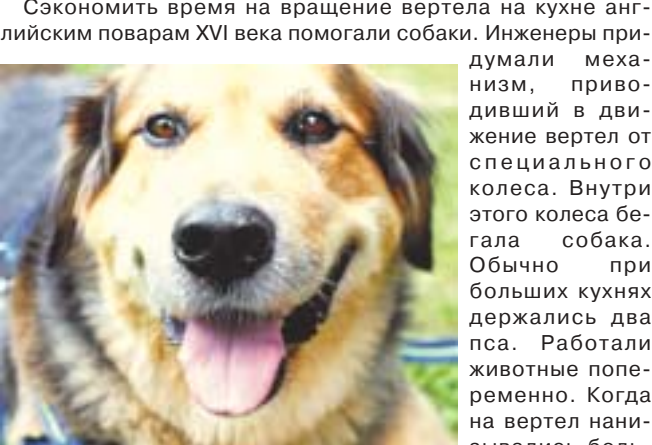 Сэкономить время на вращение вертела на кухне анг-
лийским поварам XVI века помогали собаки. Инженеры при-
думали меха-
низм, приво-
дивший в дви-
жение вертел от
специального
колеса. Внутри
этого колеса бе-
гала собака.
Обычно при
больших кухнях
держались два
пса. Работали
животные попе-
ременно. Когда
на вертел нани-